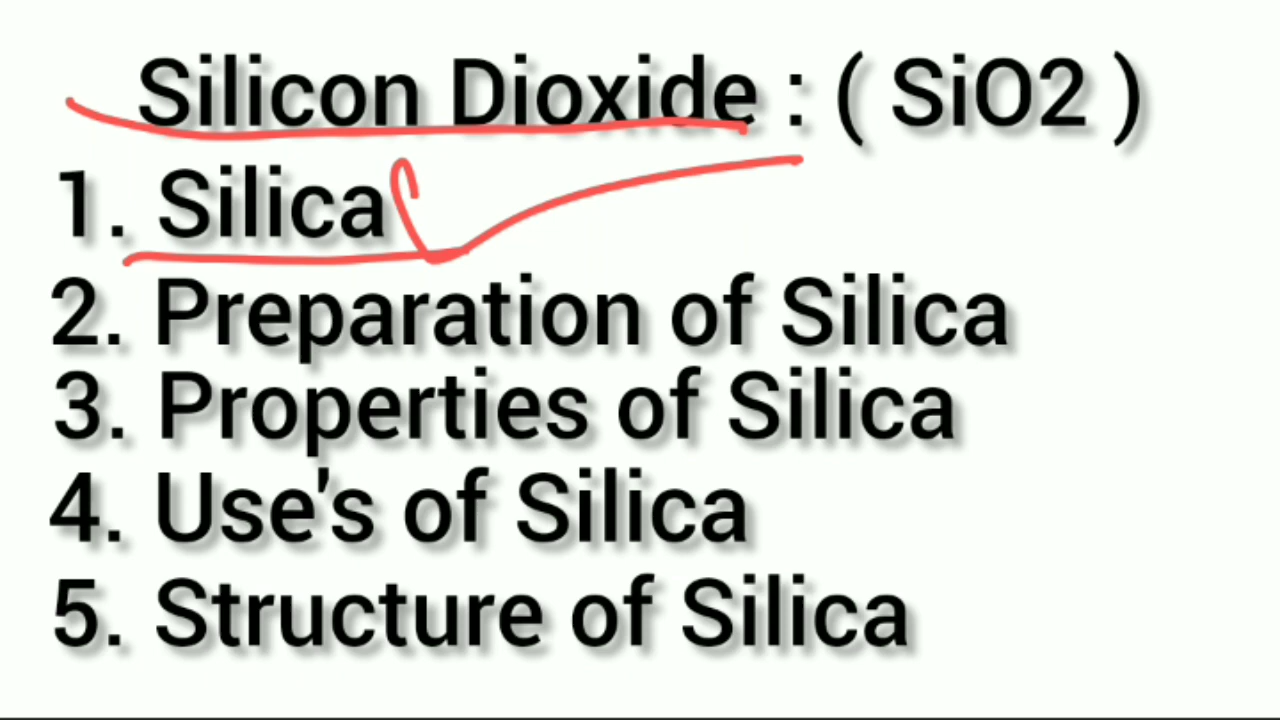 Silicon Dioxide : ( SiO2 )
1. Silica
2. Preparation of Silica
3. Properties of Silica
4. Use's of Silica
5. Structure of Silica